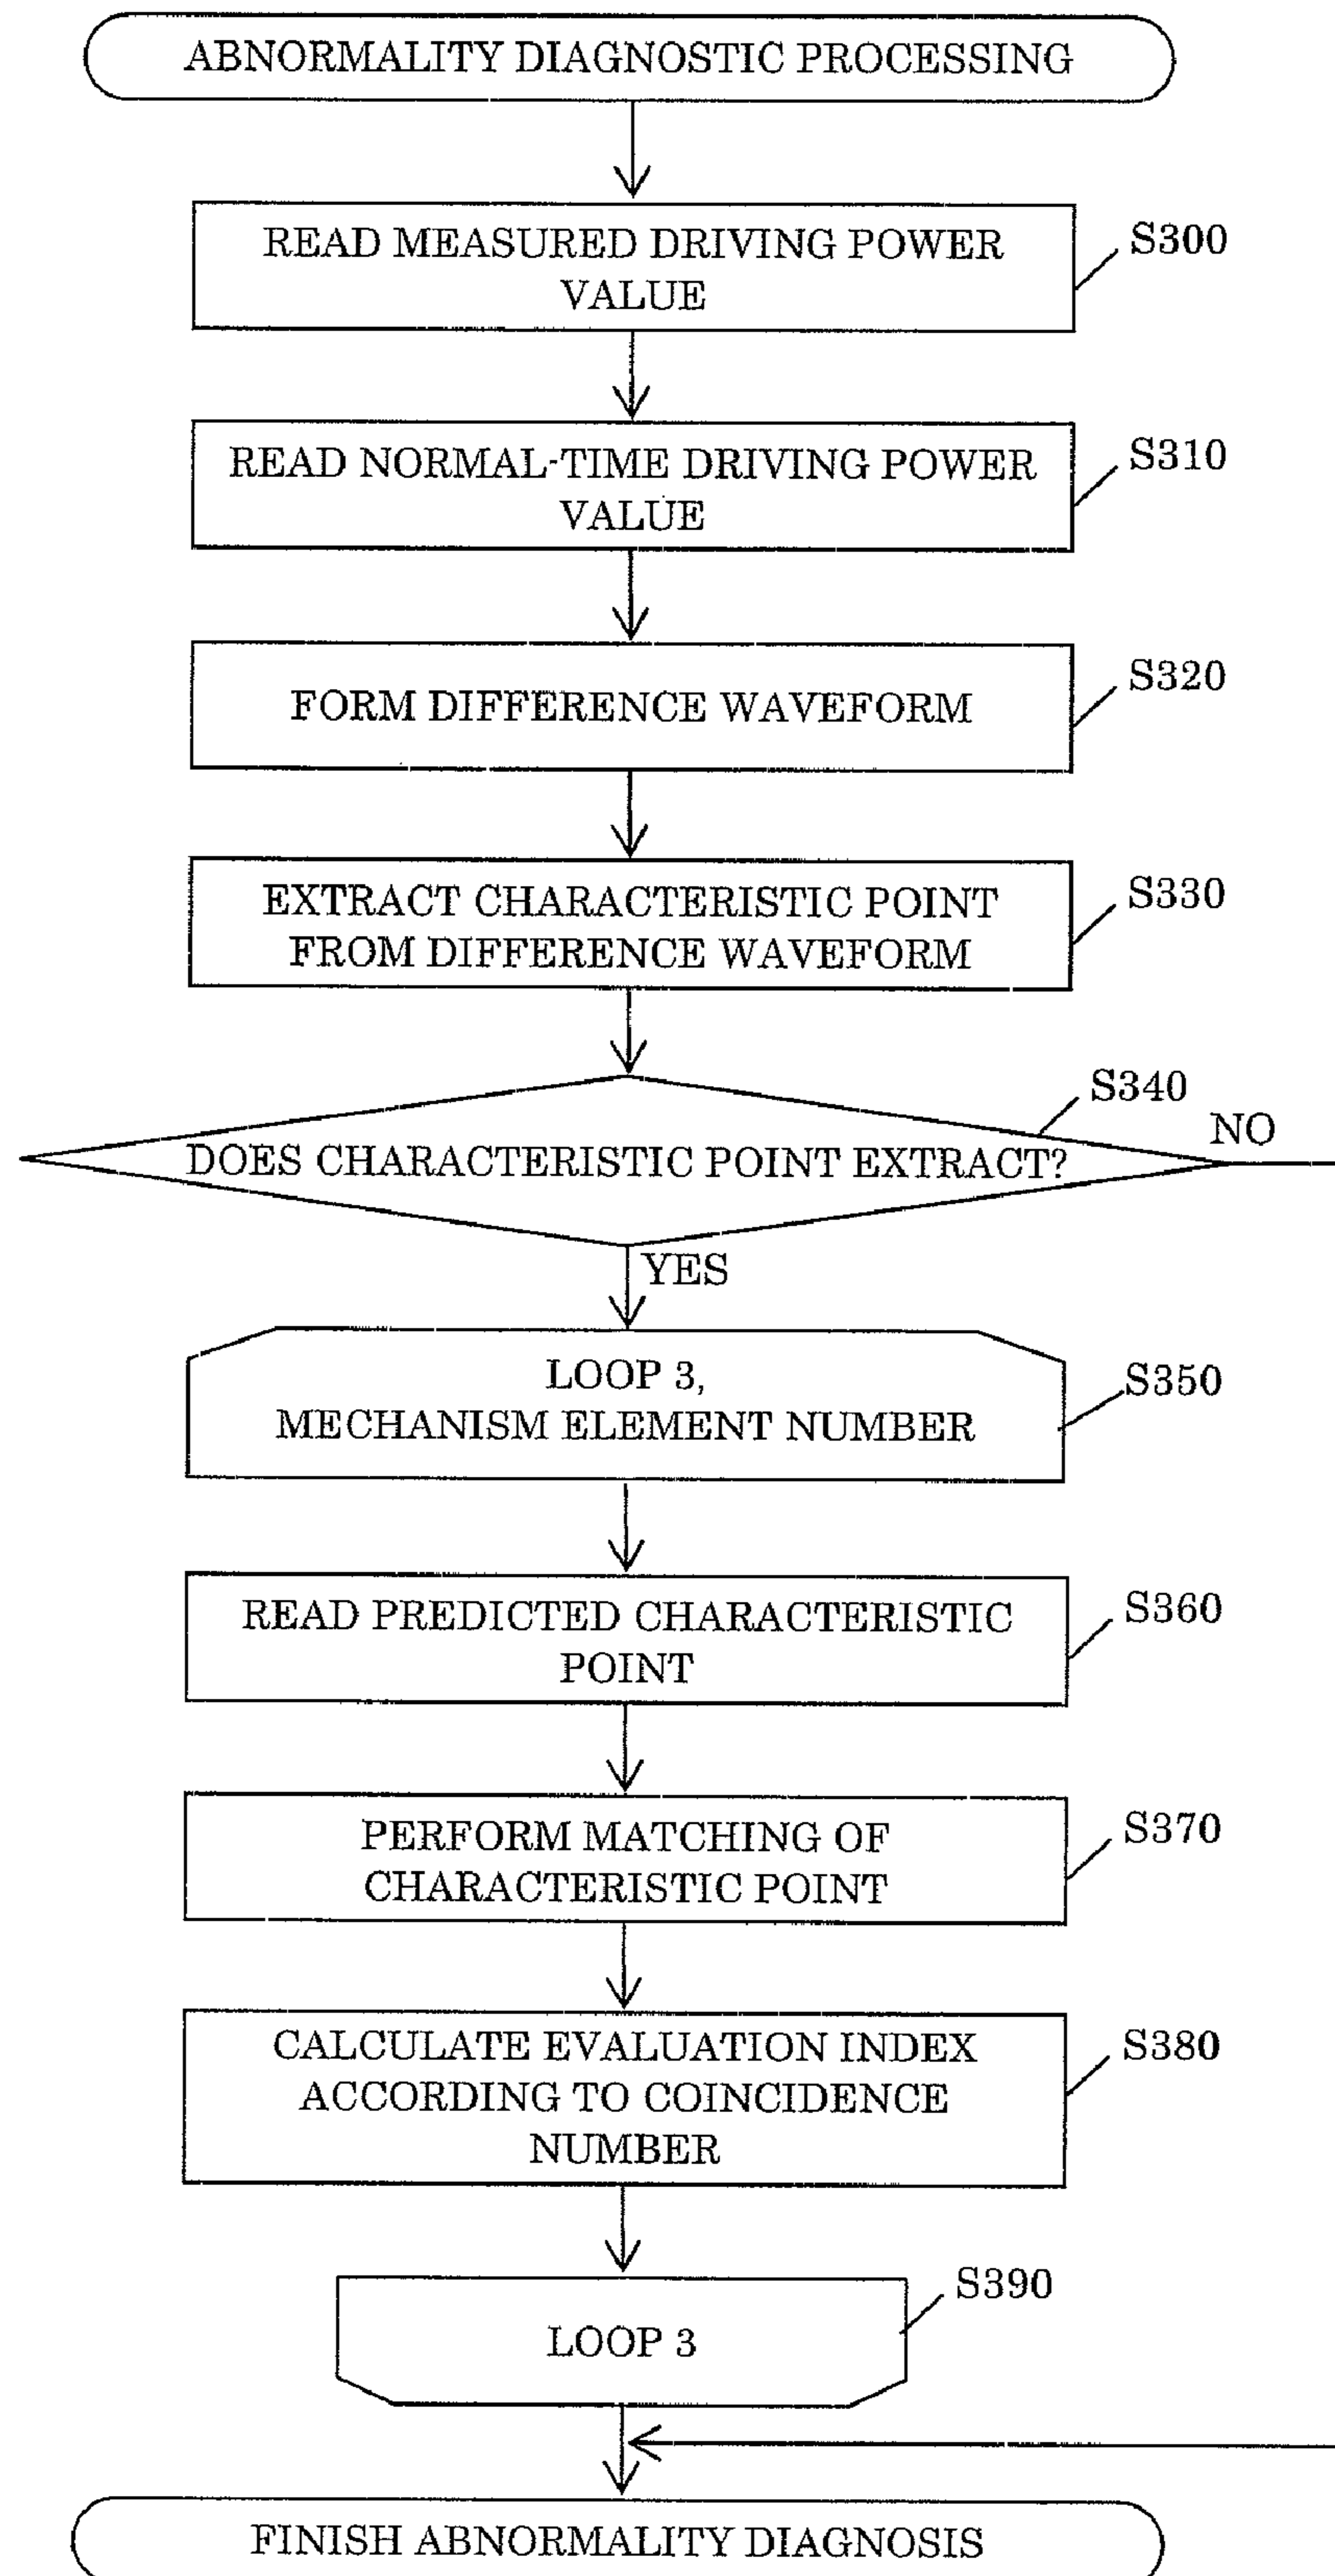 ABNORMALITY DIAGNOSTIC PROCESSING
READ MEASURED DRIVING POWER
VALUE
S300
READ NORMAL-TIME DRIVING POWER
VALUE
S310
FORM DIFFERENCE WAVEFORM
S320
EXTRACT CHARACTERISTIC POINT
FROM DIFFERENCE WAVEFORM
S330
S340
NO
DOES CHARACTERISTIC POINT EXTRACT?
YES
LOOP 3,
MECHANISM ELEMENT NUMBER
S350
READ PREDICTED CHARACTERISTIC
POINT
S360
PERFORM MATCHING OF
CHARACTERISTIC POINT
S370
CALCULATE EVALUATION INDEX
ACCORDING TO COINCIDENCE
NUMBER
S380
LOOP 3
S390
FINISH ABNORMALITY DIAGNOSIS